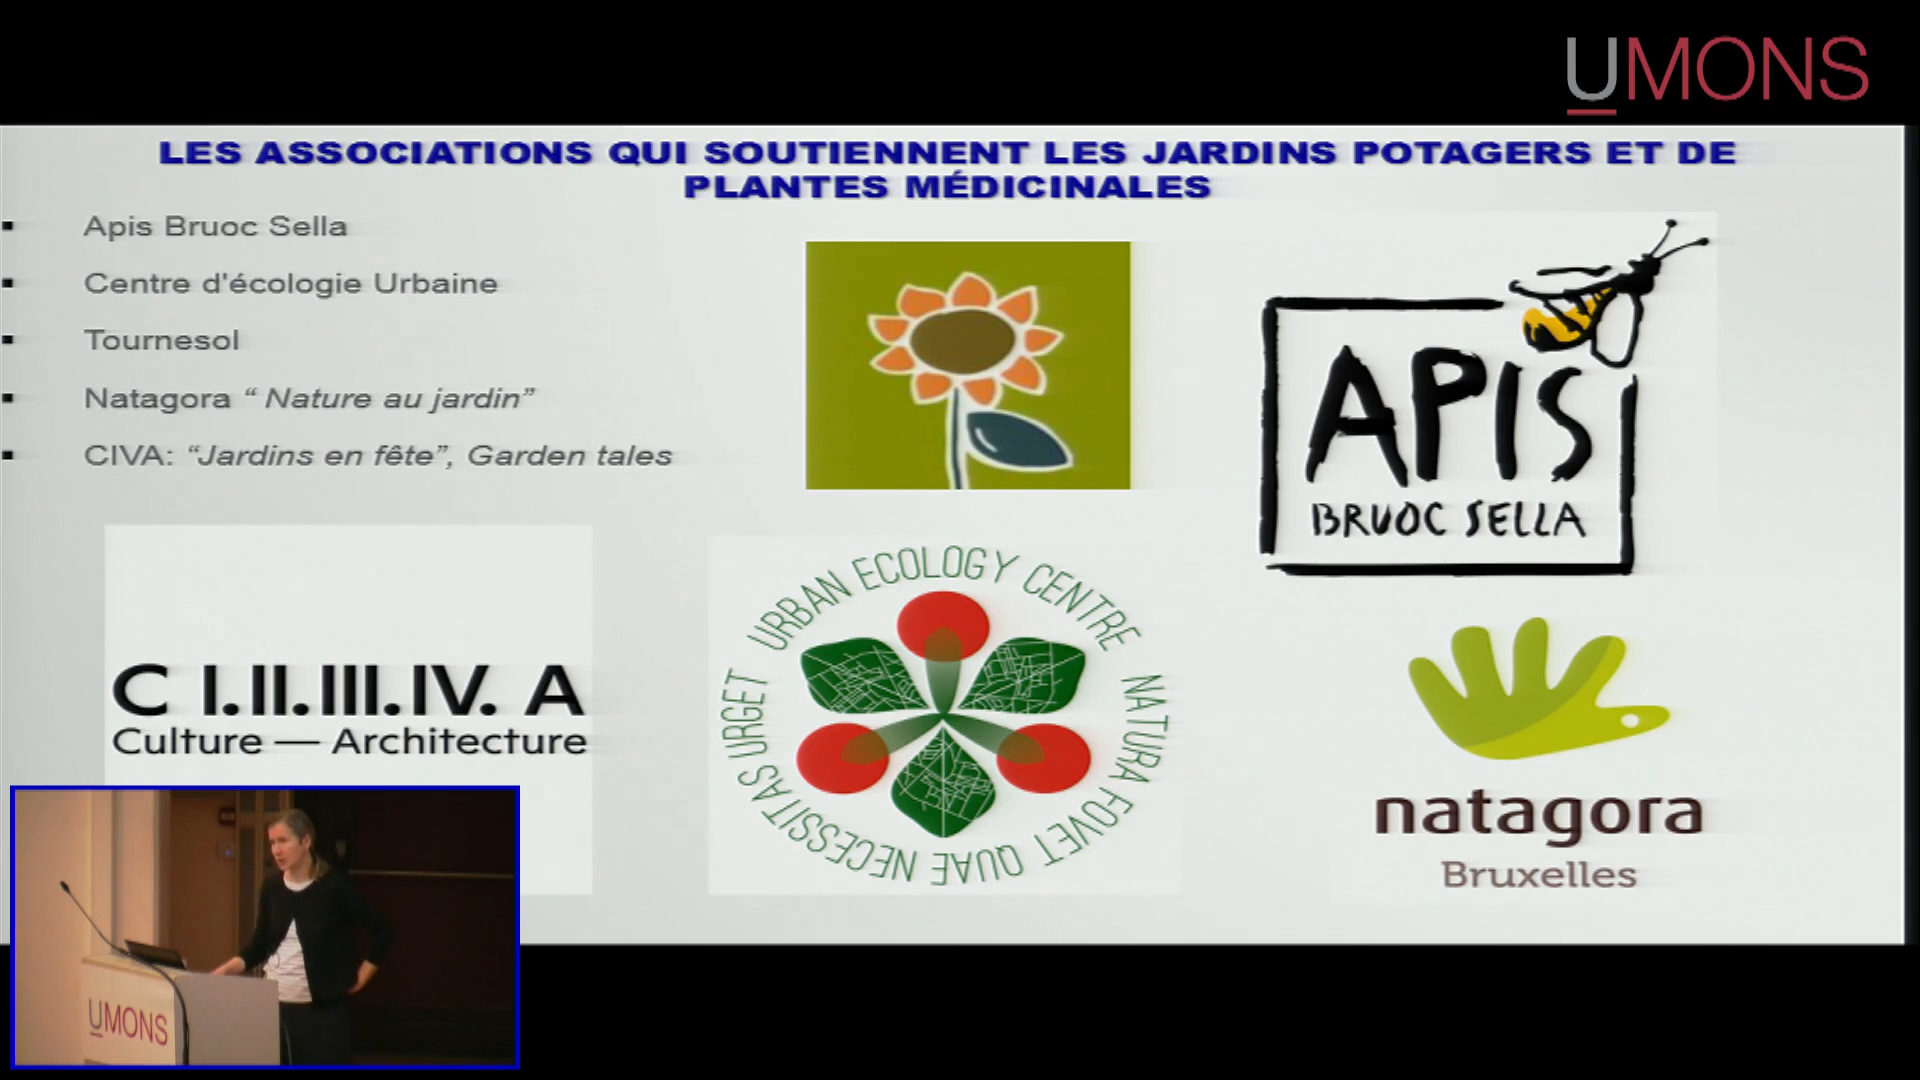 UMONS
LES ASSOCIATIONS QUI SOUTIENNENT LES JARDINS POTAGERS ET DE
PLANTES MÉDICINALES
Apis Bruoc Sella
Centre d'écologie Urbaine
Tournesol
Natagora “ Nature au jardin”
CIVA: “Jardins en fête”, Garden tales
APIS
BRUOC SELLA
C I.II.III.IV. A
Culture — Architecture
URBAN ECOLOGY CENTRE
NATURA FOVET QUAE NECESSITAS URGET
natagora
Bruxelles
UMONS